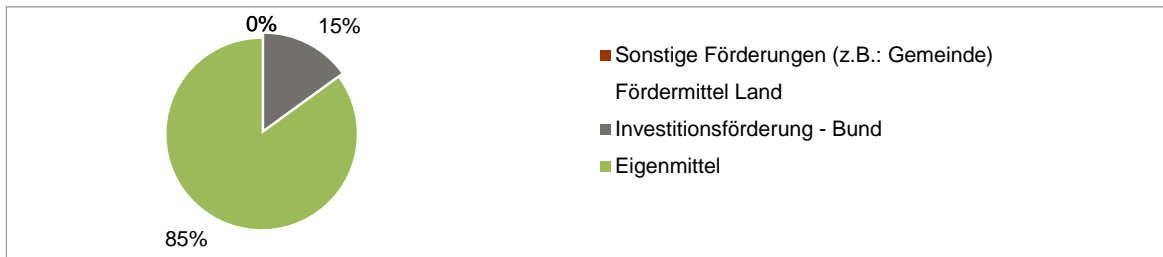 0%
15%
85%
Sonstige Förderungen (z.B.: Gemeinde)
Fördermittel Land
Investitionsförderung - Bund
Eigenmittel